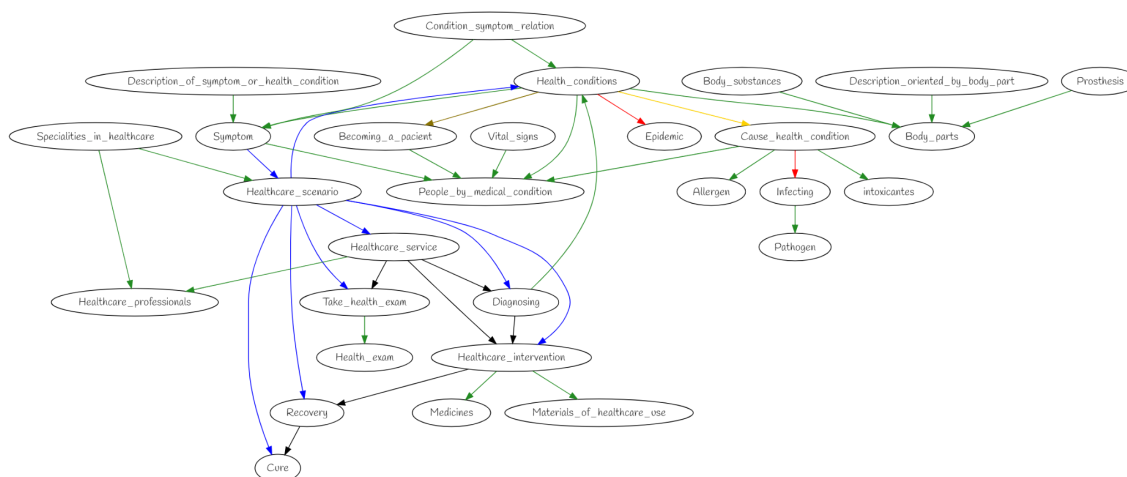 Condition_symptom_relation
Description_of_symptom_or_health_condition
Health_conditions
Body_substances
Description_oriented_by_body_part
Prosthesis
Specialities_in_healthcare
Symptom
Becoming_a_pacient
Vital_signs
Epidemic
Cause_health_condition
Body_parts
Healthcare_scenario
People_by_medical_condition
Allergen
Infecting
intoxicantes
Healthcare_service
Pathogen
Healthcare_professionals
Take_health_exam
Diagnosing
Health_exam
Healthcare_intervention
Recovery
Medicines
Materials_of_healthcare_use
Cure